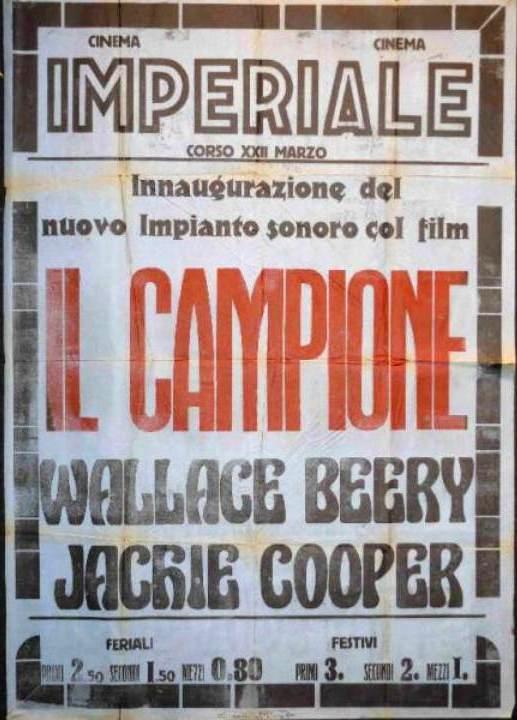 CINEMA CINEMA
IMPERIALE
CORSO XXII MARZO
Innaugurazione del
nuovo Impianto sonoro col film
IL CAMPIONE
WALLACE BEERY
JACKIE COOPER
FERIALI FESTIVI
PRIMI 2.50 SECONDI 1.50 MEZZI 0.80 PRIMI 3. SECONDI 2. MEZZI 1.